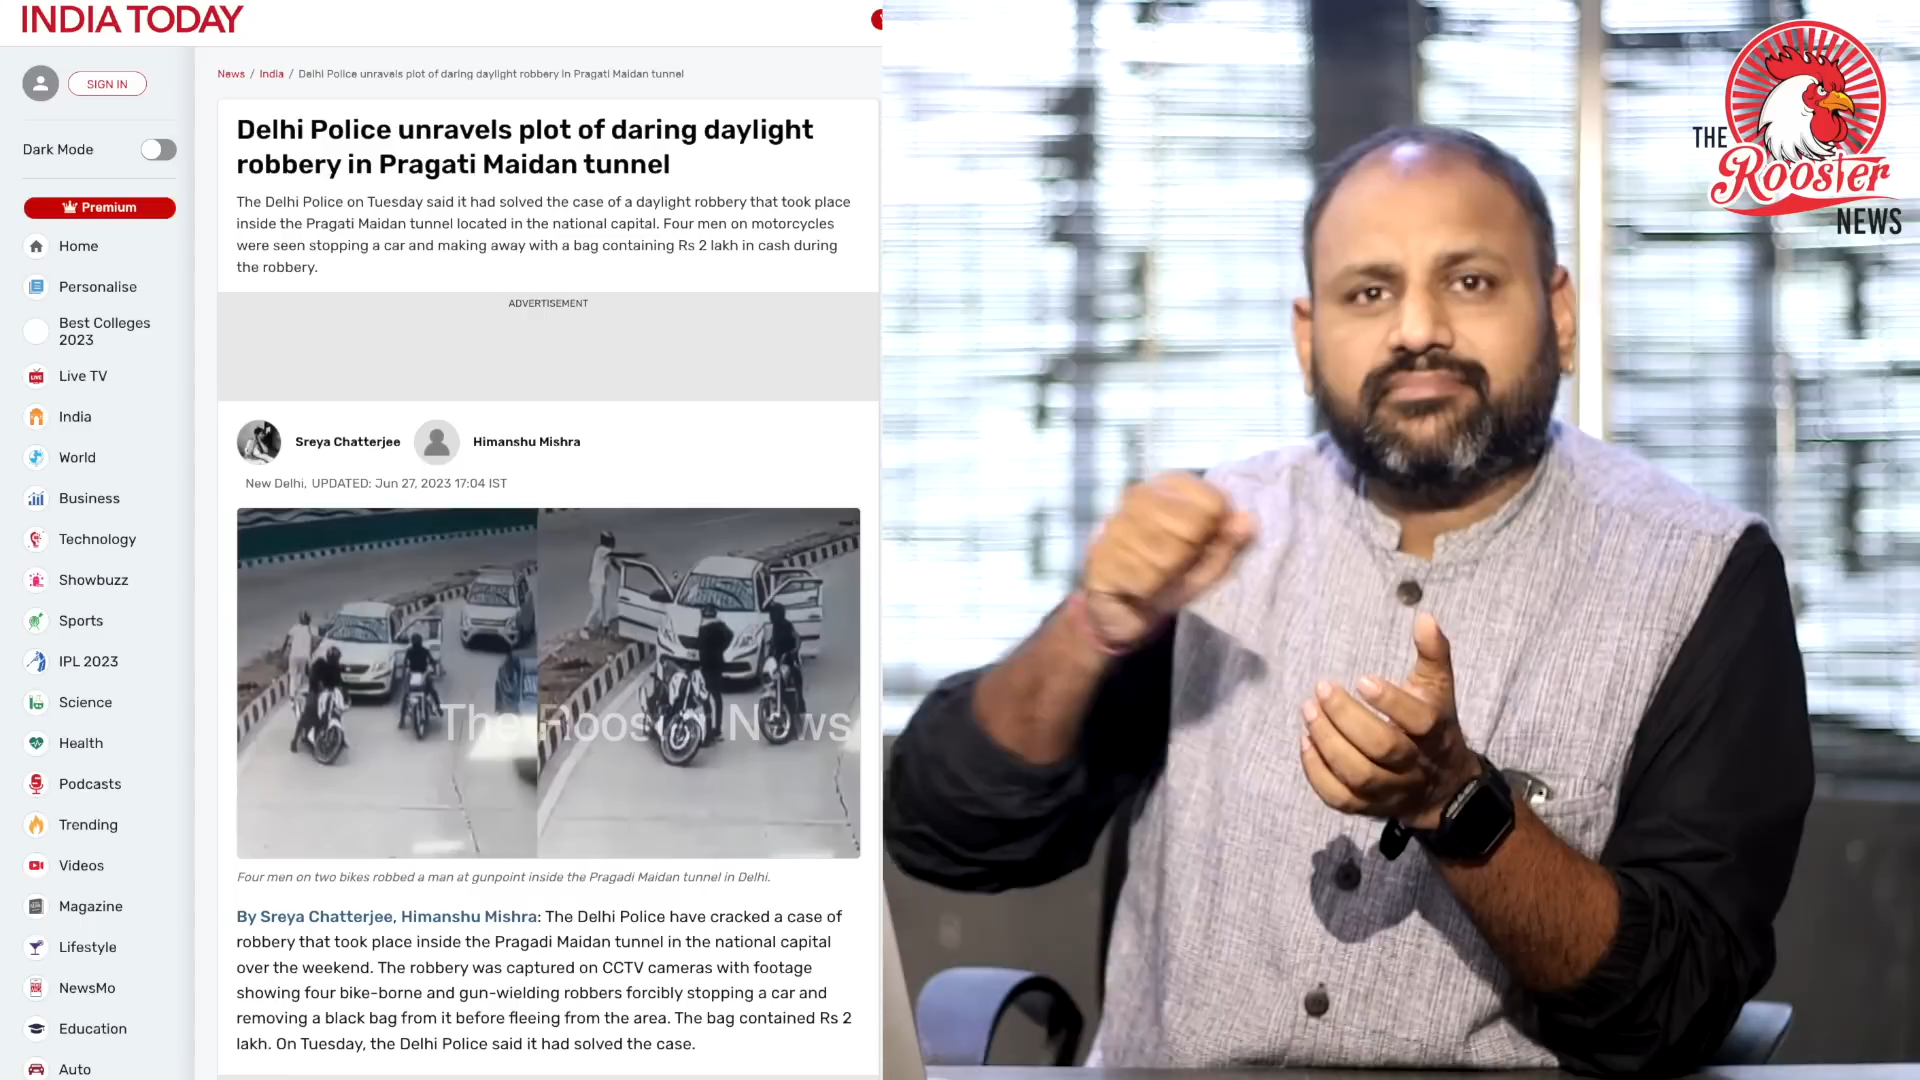 INDIA TODAY
SIGN IN
Dark Mode
Premium
Home
Personalise
Best Colleges
2023
Live TV
India
World
Business
Technology
Showbuzz
Sports
IPL 2023
Science
Health
Podcasts
Trending
Videos
Magazine
Lifestyle
NewsMo
Education
Auto
News / India / Delhi Police unravels plot of daring daylight robbery in Pragati Maidan tunnel
Delhi Police unravels plot of daring daylight
robbery in Pragati Maidan tunnel
The Delhi Police on Tuesday said it had solved the case of a daylight robbery that took place
inside the Pragati Maidan tunnel located in the national capital. Four men on motorcycles
were seen stopping a car and making away with a bag containing Rs 2 lakh in cash during
the robbery.
ADVERTISEMENT
Sreya Chatterjee Himanshu Mishra
New Delhi, UPDATED: Jun 27, 2023 17:04 IST
The Rooster News
Four men on two bikes robbed a man at gunpoint inside the Pragadi Maidan tunnel in Delhi.
By Sreya Chatterjee, Himanshu Mishra: The Delhi Police have cracked a case of
robbery that took place inside the Pragadi Maidan tunnel in the national capital
over the weekend. The robbery was captured on CCTV cameras with footage
showing four bike-borne and gun-wielding robbers forcibly stopping a car and
removing a black bag from it before fleeing from the area. The bag contained Rs 2
lakh. On Tuesday, the Delhi Police said it had solved the case.
THE
Rooster
NEWS